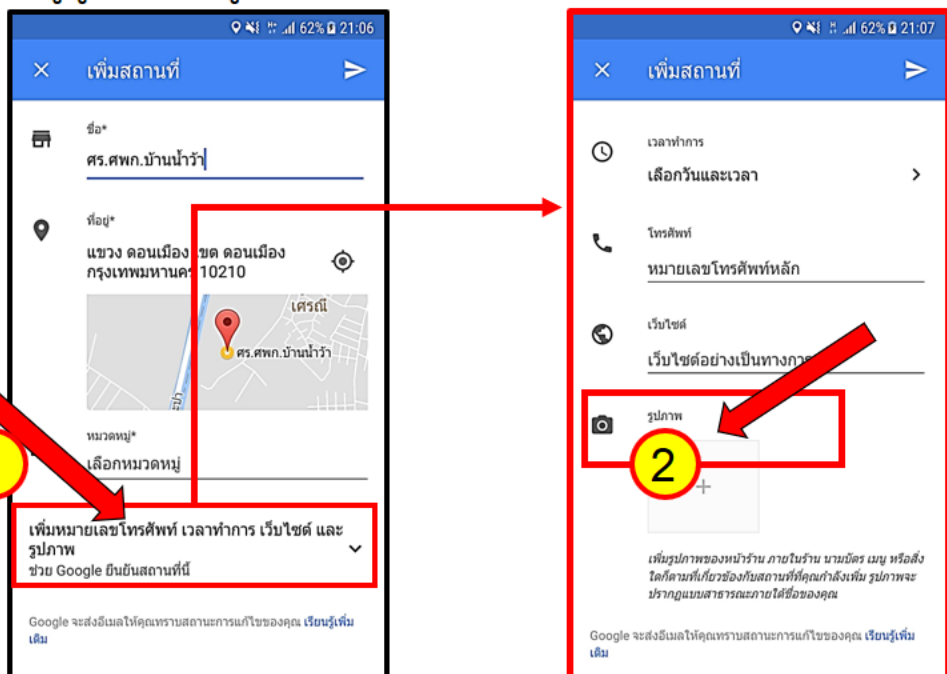 62% 21:06
เพิ่มสถานที่
ชื่อ*
ศร.ศพก.บ้านน้ำว้า
ที่อยู่*
แขวง ดอนเมือง เขต ดอนเมือง
กรุงเทพมหานคร 10210
เศรณี
ศร.ศพก.บ้านน้ำว้า
หมวดหมู่*
เลือกหมวดหมู่
เพิ่มหมายเลขโทรศัพท์ เวลาทำการ เว็บไซต์ และ
รูปภาพ
ช่วย Google ยืนยันสถานที่นี้
Google จะส่งอีเมลให้คุณทราบสถานะการแก้ไขของคุณ เรียนรู้เพิ่ม
เติม
62% 21:07
เพิ่มสถานที่
เวลาทำการ
เลือกวันและเวลา
โทรศัพท์
หมายเลขโทรศัพท์หลัก
เว็บไซต์
เว็บไซต์อย่างเป็นทางการ
รูปภาพ
2
+
เพิ่มรูปภาพของหน้าร้าน ภายในร้าน นามบัตร เมนู หรือสิ่ง
ใดก็ตามที่เกี่ยวข้องกับสถานที่ที่คุณกำลังเพิ่ม รูปภาพจะ
ปรากฏแบบสาธารณะภายใต้ชื่อของคุณ
Google จะส่งอีเมลให้คุณทราบสถานะการแก้ไขของคุณ เรียนรู้เพิ่ม
เติม